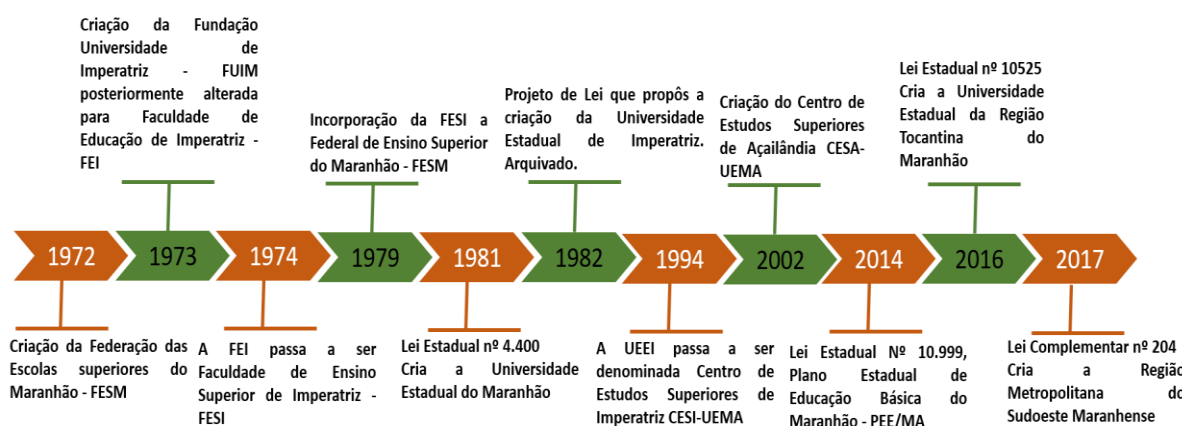 Criação da Fundação
Universidade de
Imperatriz - FUIM
posteriormente alterada
para Faculdade de
Educação de Imperatriz -
FEI
Incorporação da FESI a
Federal de Ensino Superior
do Maranhão - FESM
Projeto de Lei que propôs a
criação da Universidade
Estadual de Imperatriz.
Arquivado.
Criação do Centro de
Estudos Superiores
de Açailândia CESA-
UEMA
Lei Estadual nº 10525
Cria a Universidade
Estadual da Região
Tocantina do
Maranhão
1972
1973
1974
1979
1981
1982
1994
2002
2014
2016
2017
Criação da Federação das
Escolas superiores do
Maranhão - FESM
A FEI passa a ser
Faculdade de Ensino
Superior de Imperatriz -
FESI
Lei Estadual nº 4.400
Cria a Universidade
Estadual do Maranhão
A UEEI passa a ser
denominada Centro de
Estudos Superiores de
Imperatriz CESI-UEMA
Lei Estadual Nº 10.999,
Plano Estadual de
Educação Básica do
Maranhão - PEE/MA
Lei Complementar nº 204
Cria a Região
Metropolitana do
Sudoeste Maranhense